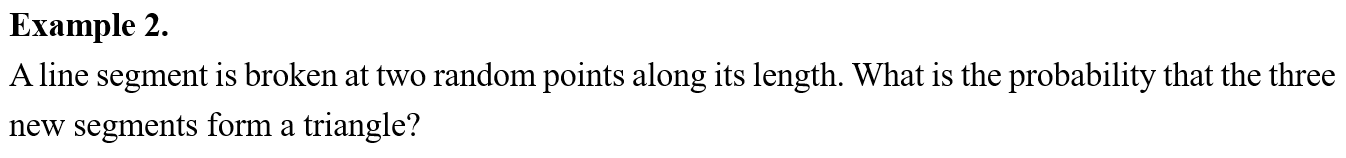 Example 2.
A line segment is broken at two random points along its length. What is the probability that the three
new segments form a triangle?